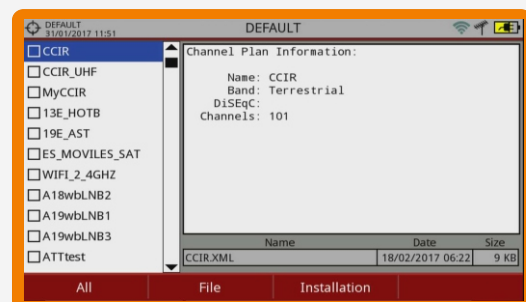 DEFAULT
31/01/2017 11:51
DEFAULT
CCIR
CCIR_UHF
MyCCIR
13E_HOTB
19E_AST
ES_MOVILES_SAT
WIFI_2_4GHZ
A18wbLNB2
A19wbLNB1
A19wbLNB3
ATTtest
Channel Plan Information:
Name: CCIR
Band: Terrestrial
DiSEqC:
Channels: 101
Name Date Size
CCIR.XML 18/02/2017 06:22 9 KB
All File Installation